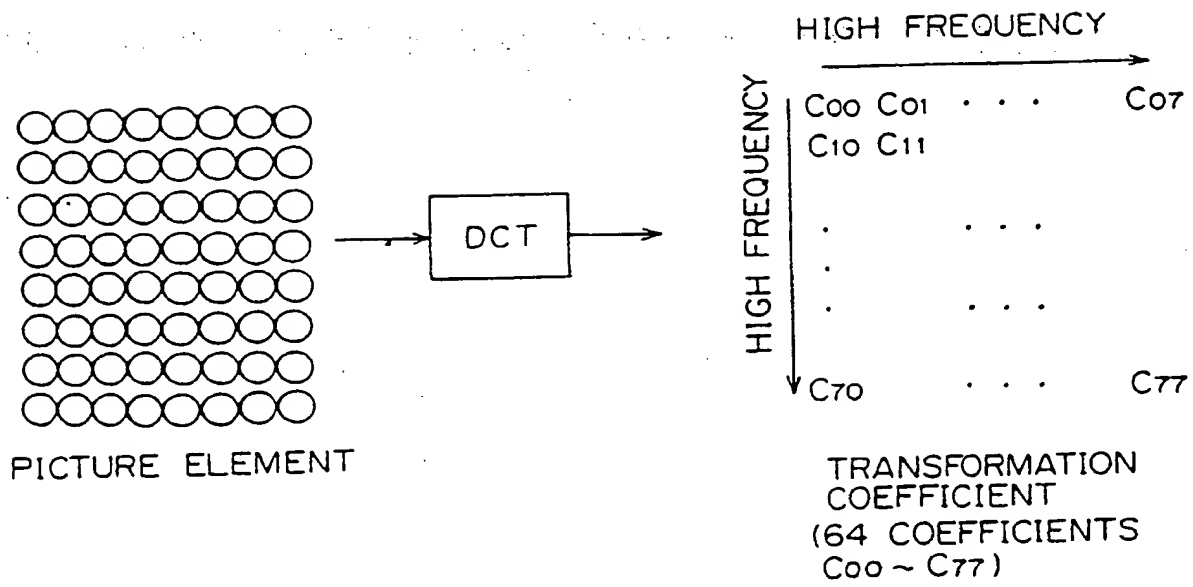 HIGH FREQUENCY
HIGH FREQUENCY
C00 C01 . . . C07
C10 C11
. . . .
.
. . . .
C70 . . . C77
DCT
PICTURE ELEMENT
TRANSFORMATION
COEFFICIENT
(64 COEFFICIENTS
C00 ~ C77)